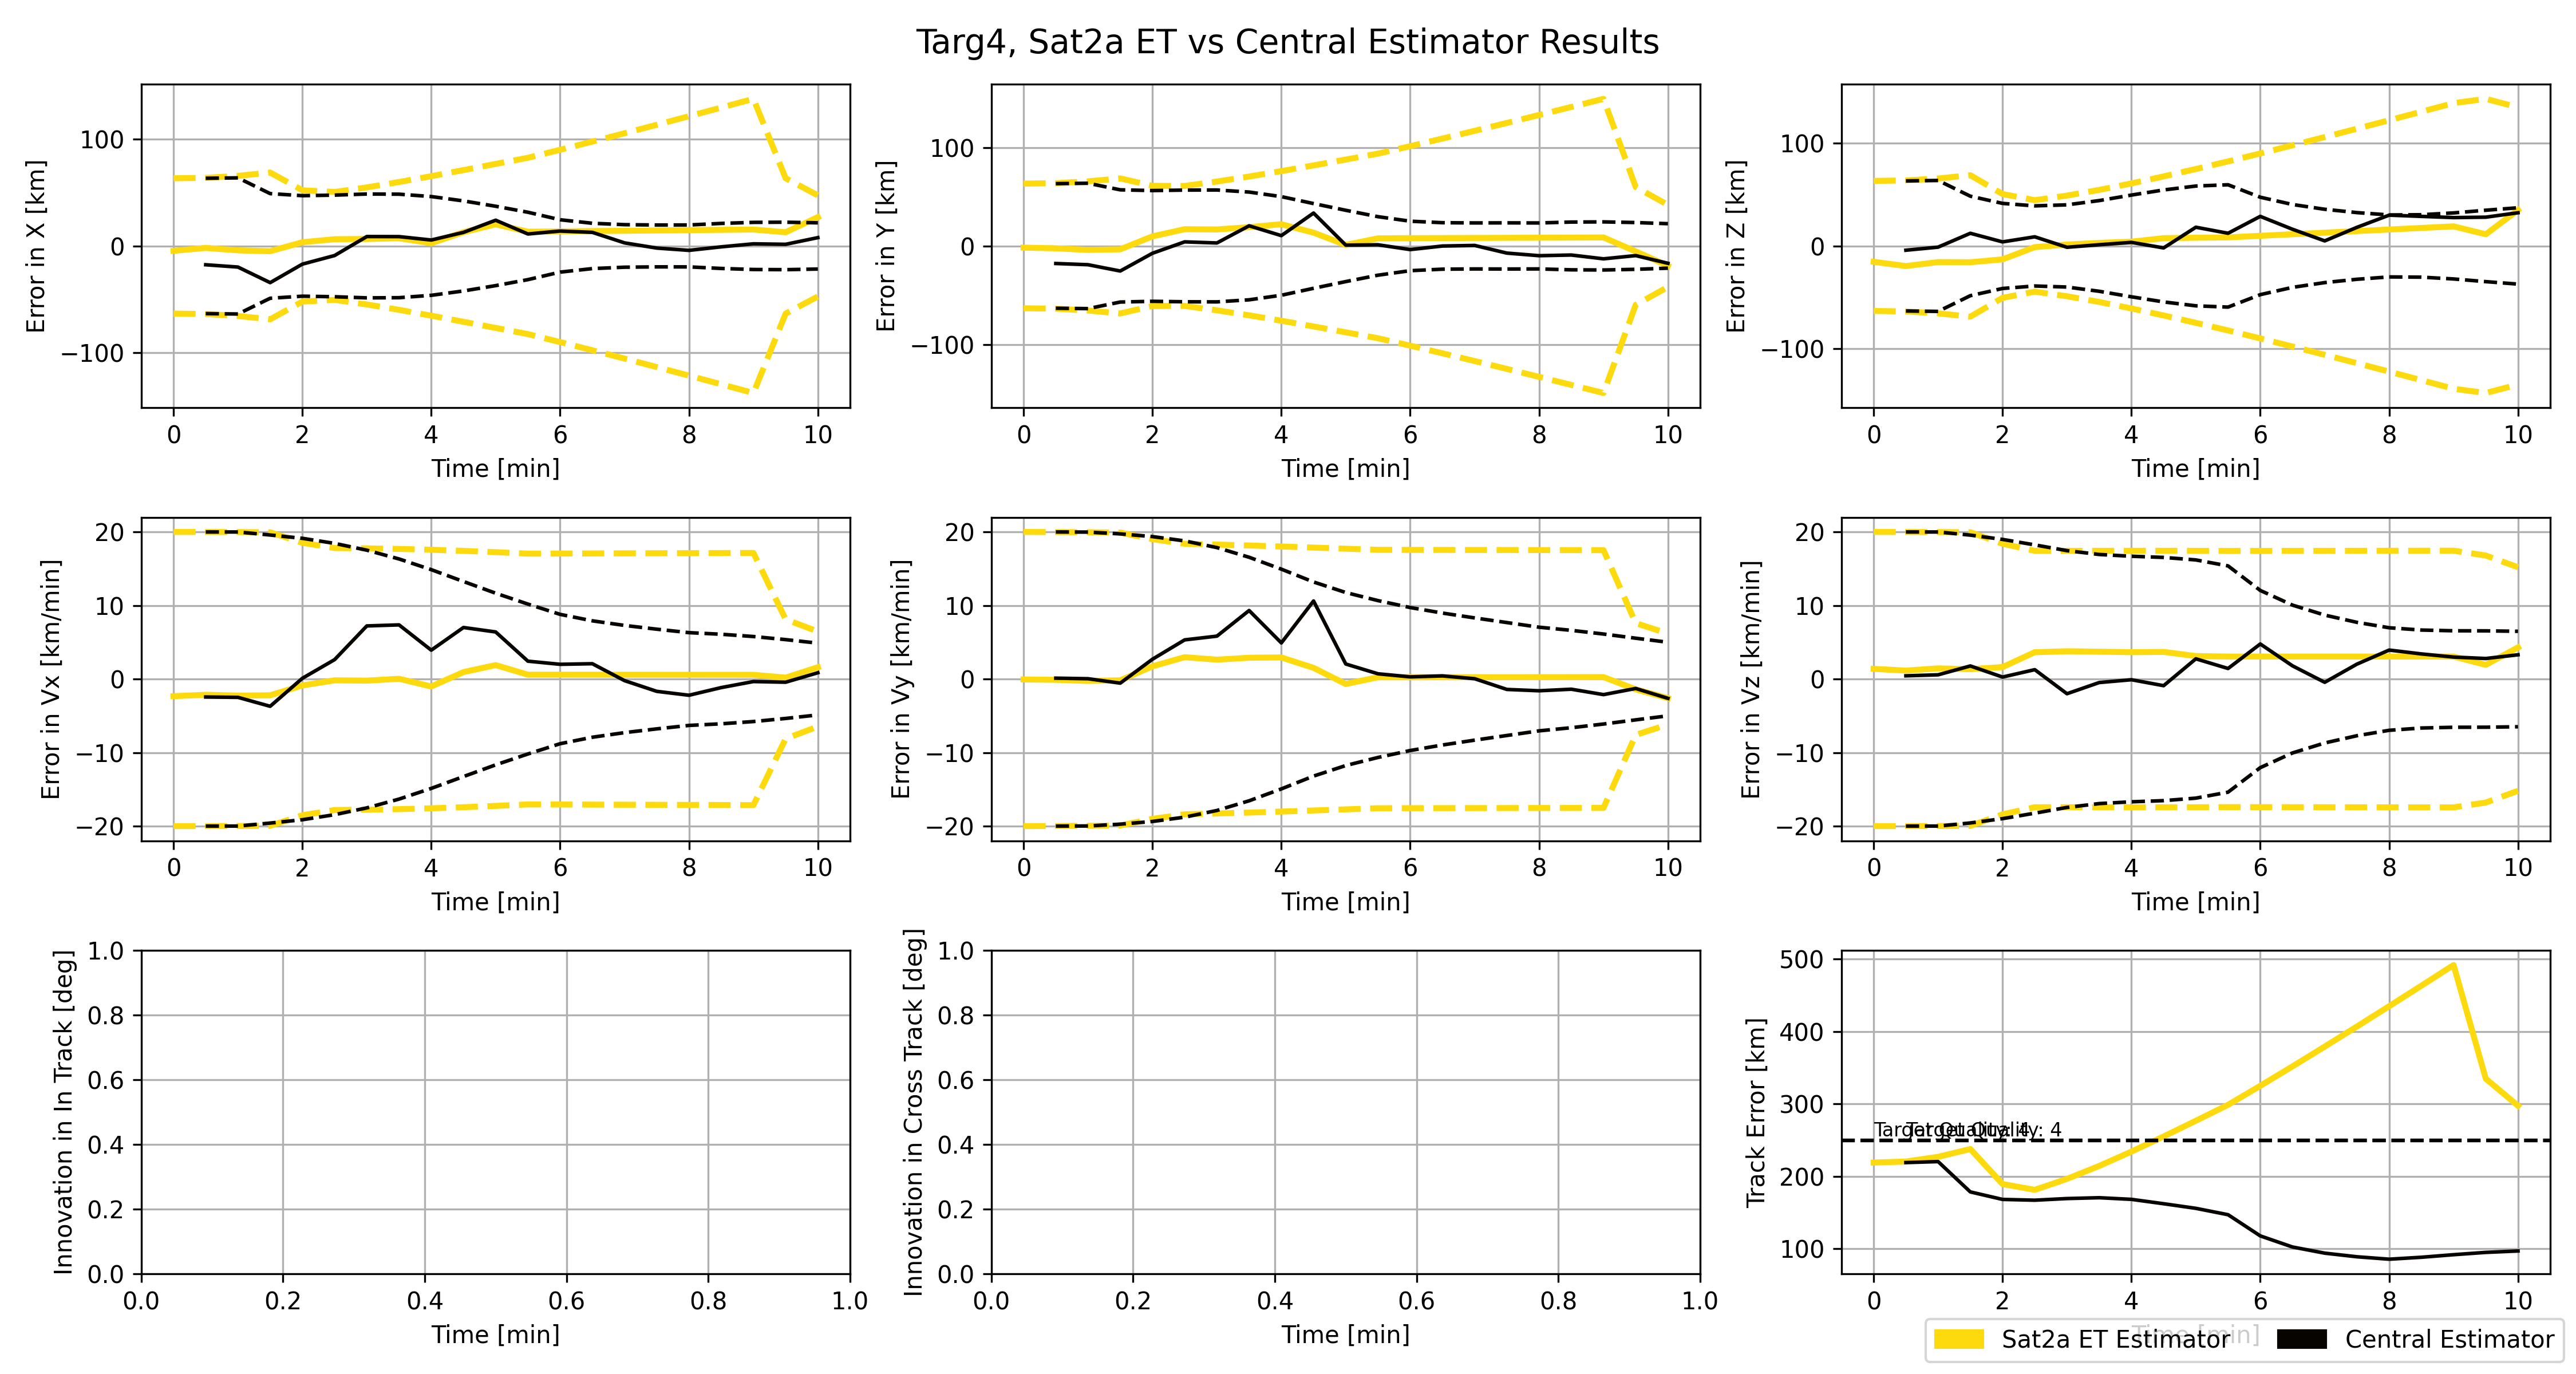 Targ4, Sat2a ET vs Central Estimator Results
Error in X [km]
100
0
−100
0 2 4 6 8 10
Time [min]
Error in Y [km]
100
0
−100
0 2 4 6 8 10
Time [min]
Error in Z [km]
100
0
−100
0 2 4 6 8 10
Time [min]
Error in Vx [km/min]
20
10
0
−10
−20
0 2 4 6 8 10
Time [min]
Error in Vy [km/min]
20
10
0
−10
−20
0 2 4 6 8 10
Time [min]
Error in Vz [km/min]
20
10
0
−10
−20
0 2 4 6 8 10
Time [min]
Innovation in In Track [deg]
1.0
0.8
0.6
0.4
0.2
0.0
0.0 0.2 0.4 0.6 0.8 1.0
Time [min]
Innovation in Cross Track [deg]
1.0
0.8
0.6
0.4
0.2
0.0
0.0 0.2 0.4 0.6 0.8 1.0
Time [min]
Track Error [km]
500
400
300
200
100
Target Quality: 4
Target Quality: 4
0 2 4 6 8 10
Time [min]
Sat2a ET Estimator
Central Estimator